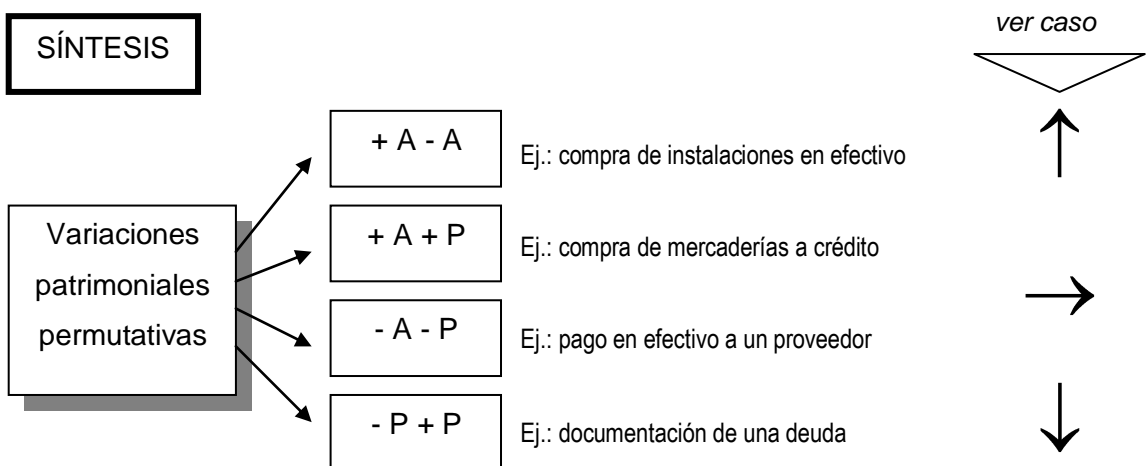 SÍNTESIS
ver caso
Variaciones
patrimoniales
permutativas
+ A - A
Ej.: compra de instalaciones en efectivo
+ A + P
Ej.: compra de mercaderías a crédito
- A - P
Ej.: pago en efectivo a un proveedor
- P + P
Ej.: documentación de una deuda